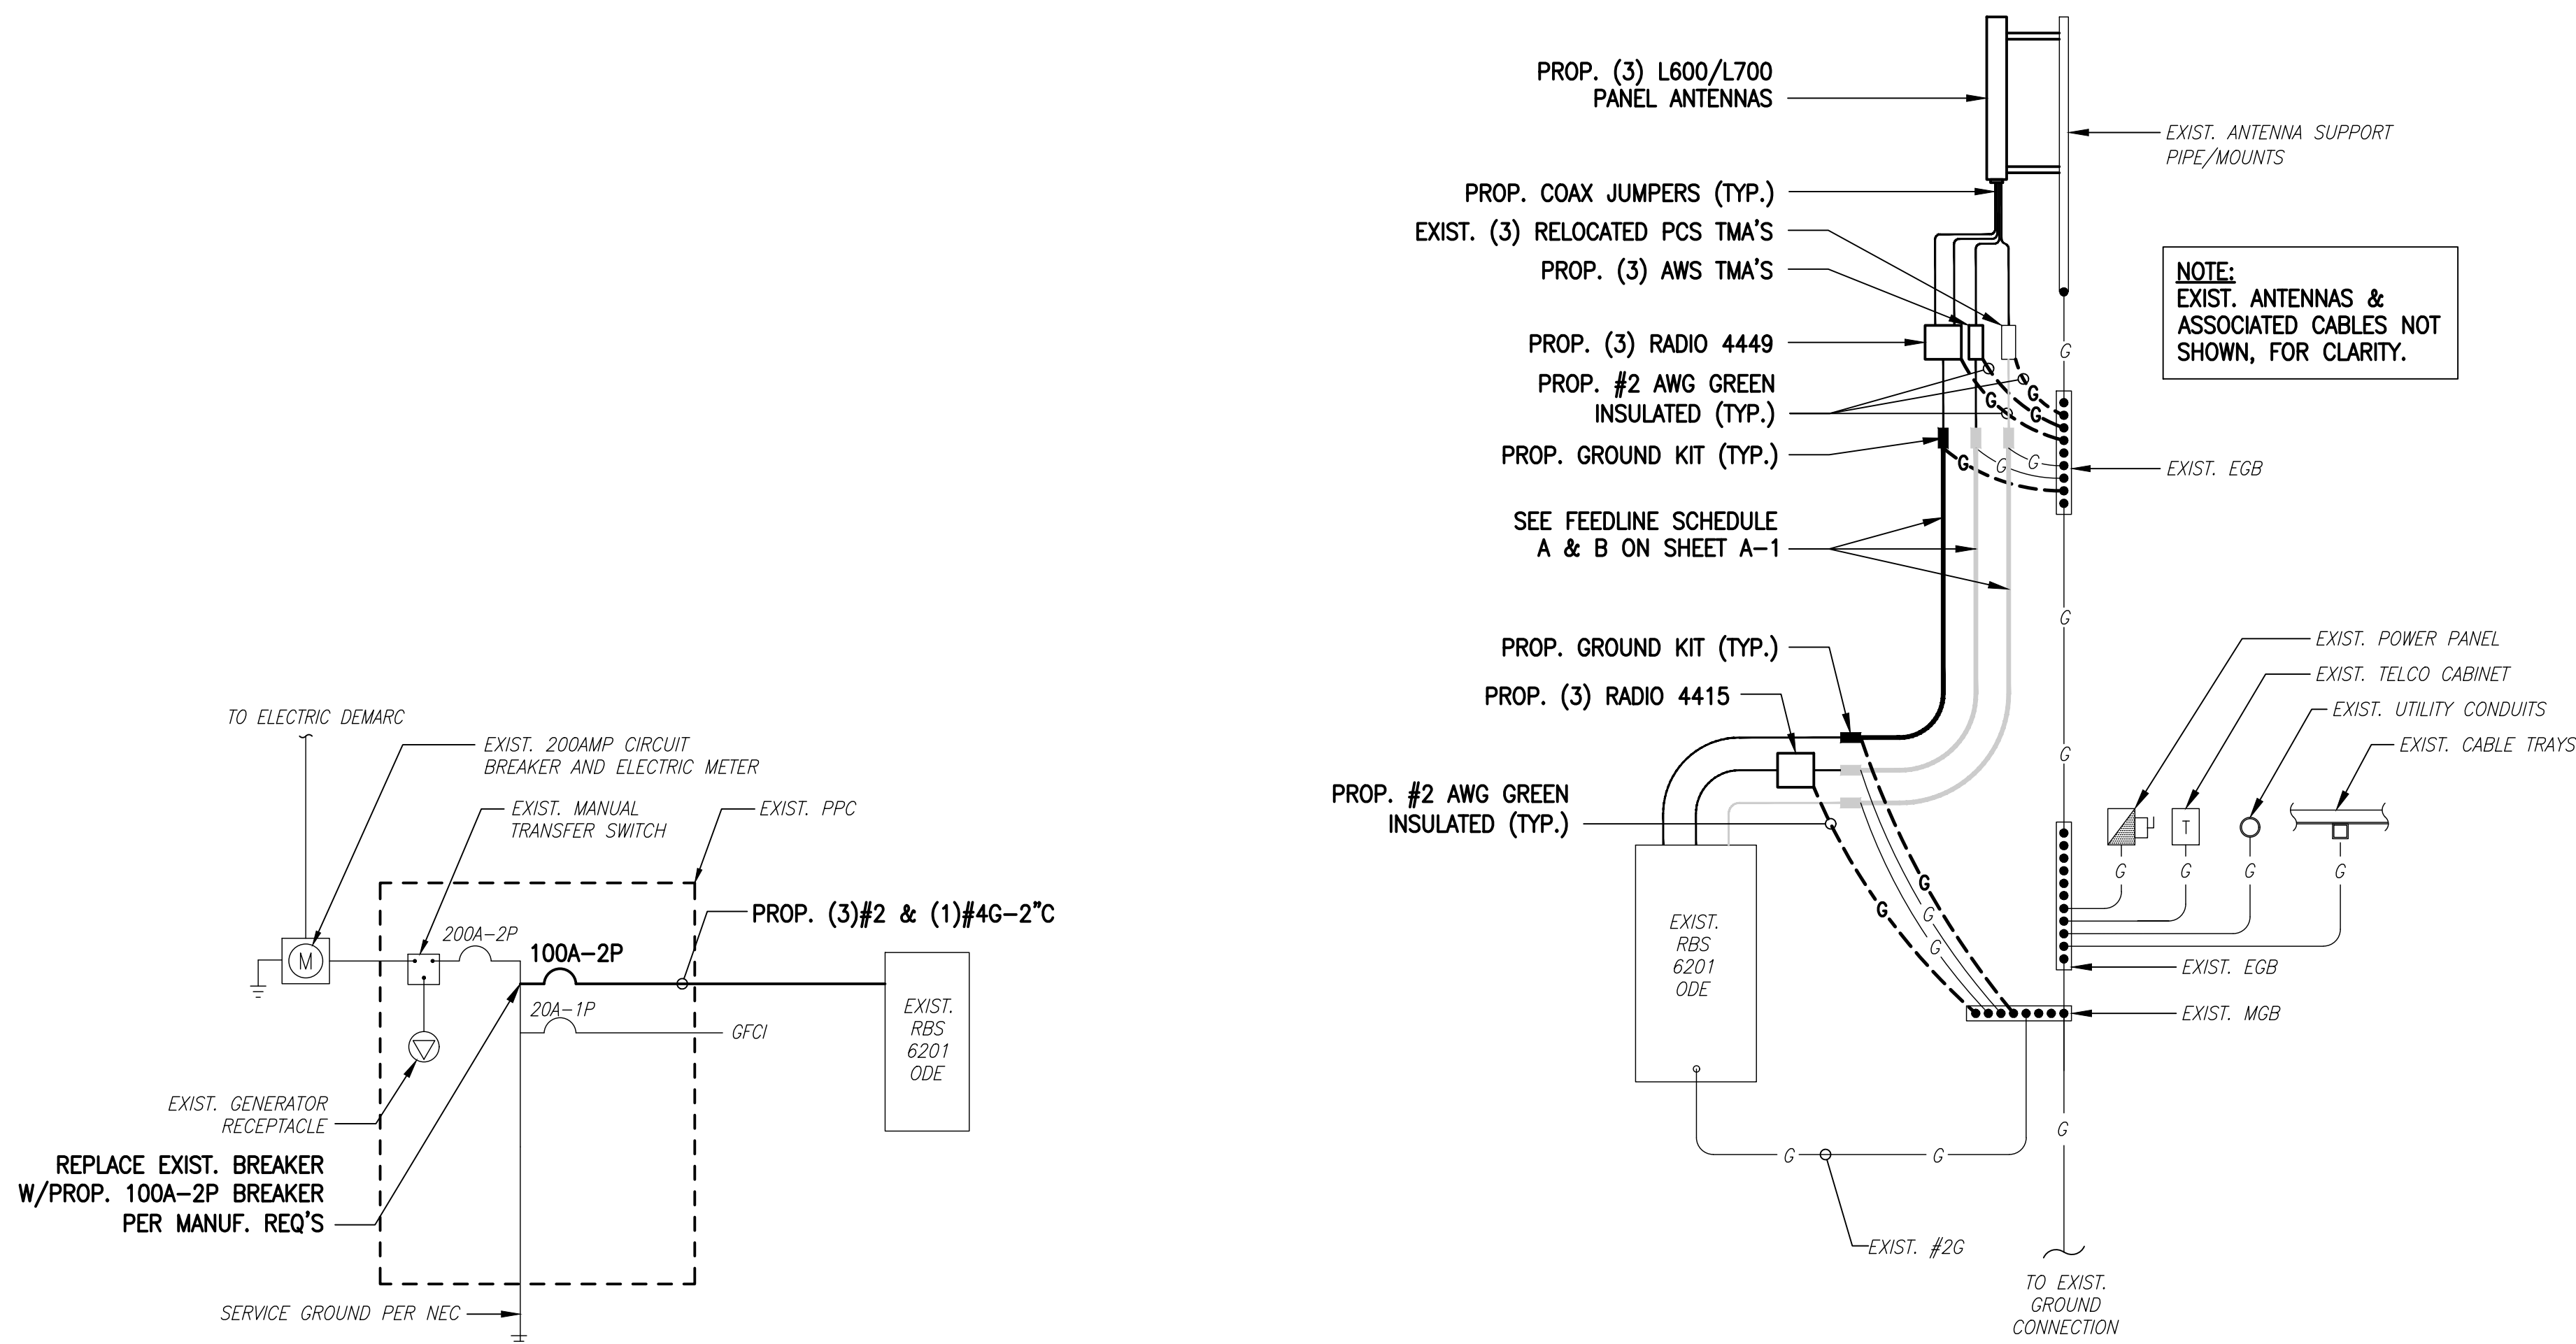 TO ELECTRIC DEMARC
EXIST. 200AMP CIRCUIT
BREAKER AND ELECTRIC METER
EXIST. MANUAL
TRANSFER SWITCH
EXIST. PPC
PROP. (3)#2 & (1)#4G-2"C
200A-2P
100A-2P
M
20A-1P
GFCI
EXIST.
RBS
6201
ODE
EXIST. GENERATOR
RECEPTACLE
REPLACE EXIST. BREAKER
W/PROP. 100A-2P BREAKER
PER MANUF. REQ'S
SERVICE GROUND PER NEC
PROP. (3) L600/L700
PANEL ANTENNAS
EXIST. ANTENNA SUPPORT
PIPE/MOUNTS
PROP. COAX JUMPERS (TYP.)
EXIST. (3) RELOCATED PCS TMA'S
PROP. (3) AWS TMA'S
NOTE:
EXIST. ANTENNAS &
ASSOCIATED CABLES NOT
SHOWN, FOR CLARITY.
PROP. (3) RADIO 4449
G
PROP. #2 AWG GREEN
INSULATED (TYP.)
G
G
G
PROP. GROUND KIT (TYP.)
G
G
G
EXIST. EGB
SEE FEEDLINE SCHEDULE
A & B ON SHEET A-1
G
PROP. GROUND KIT (TYP.)
PROP. (3) RADIO 4415
G
EXIST. POWER PANEL
EXIST. TELCO CABINET
EXIST. UTILITY CONDUITS
EXIST. CABLE TRAYS
PROP. #2 AWG GREEN
INSULATED (TYP.)
T
G
G
G
G
G
G
G
G
EXIST.
RBS
6201
ODE
EXIST. EGB
EXIST. MGB
G
G
G
EXIST. #2G
TO EXIST.
GROUND
CONNECTION